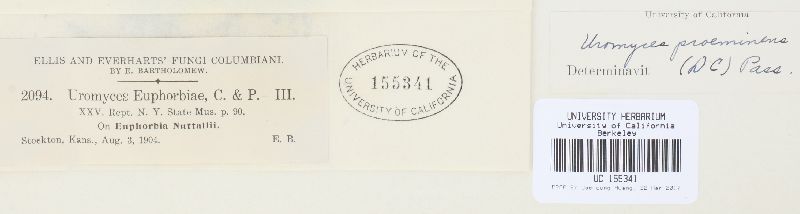 ELLIS AND EVERHARTS' FUNGI COLUMBIANI.
BY E. BARTHOLOMEW.
2094. Uromyces Euphorbiae, C. & P. III.
XXV. Rept. N. Y. State Mus. p. 90.
On Euphorbia Nuttallii.
Stockton, Kans., Aug. 3, 1904. E. B.
HERBARIUM OF THE
155341
UNIVERSITY OF CALIFORNIA
University of California
Uromyces proeminens
Determinavit (DC) Pass.
UNIVERSITY HERBARIUM
University of California
Berkeley
UC 155341